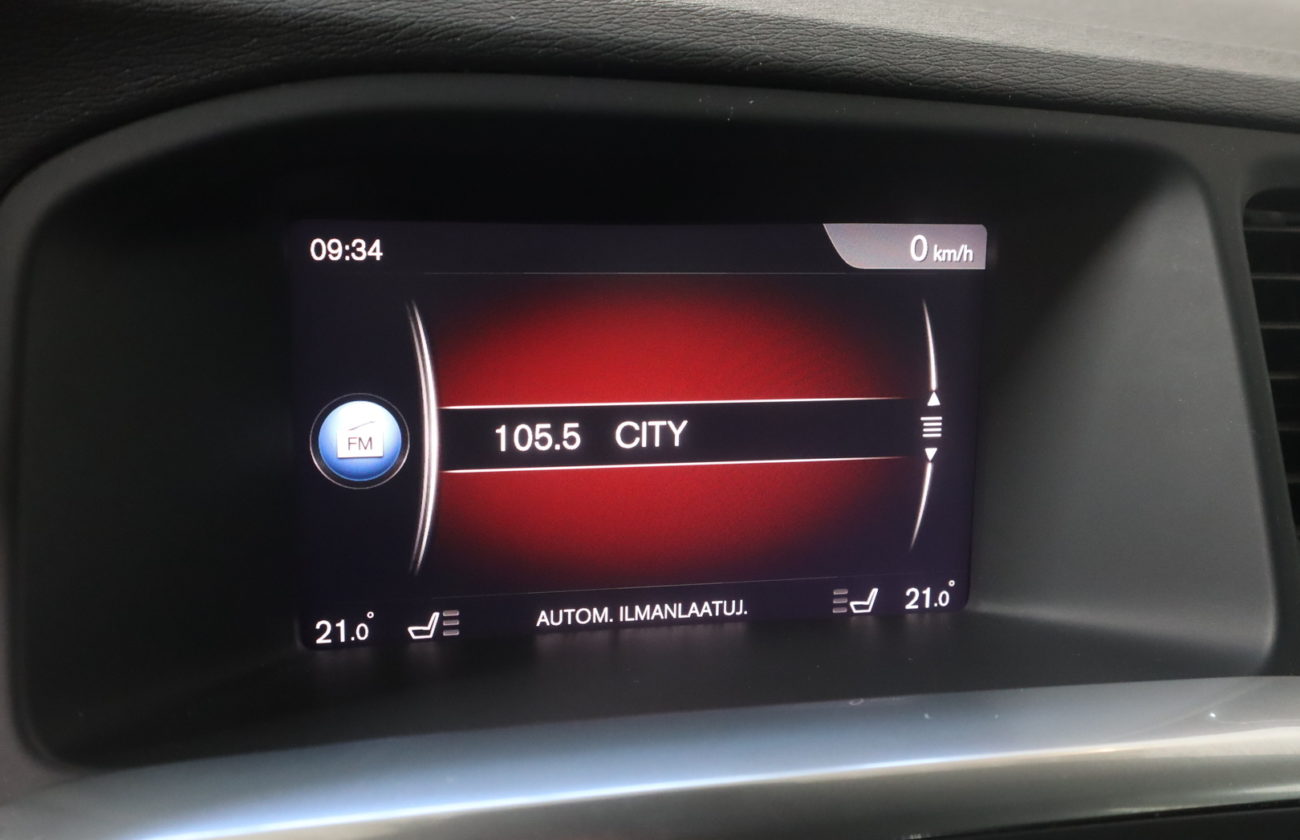 09:34
0 km/h
FM
105.5 CITY
21.0° AUTOM. ILMANLAATUJ. 21.0°